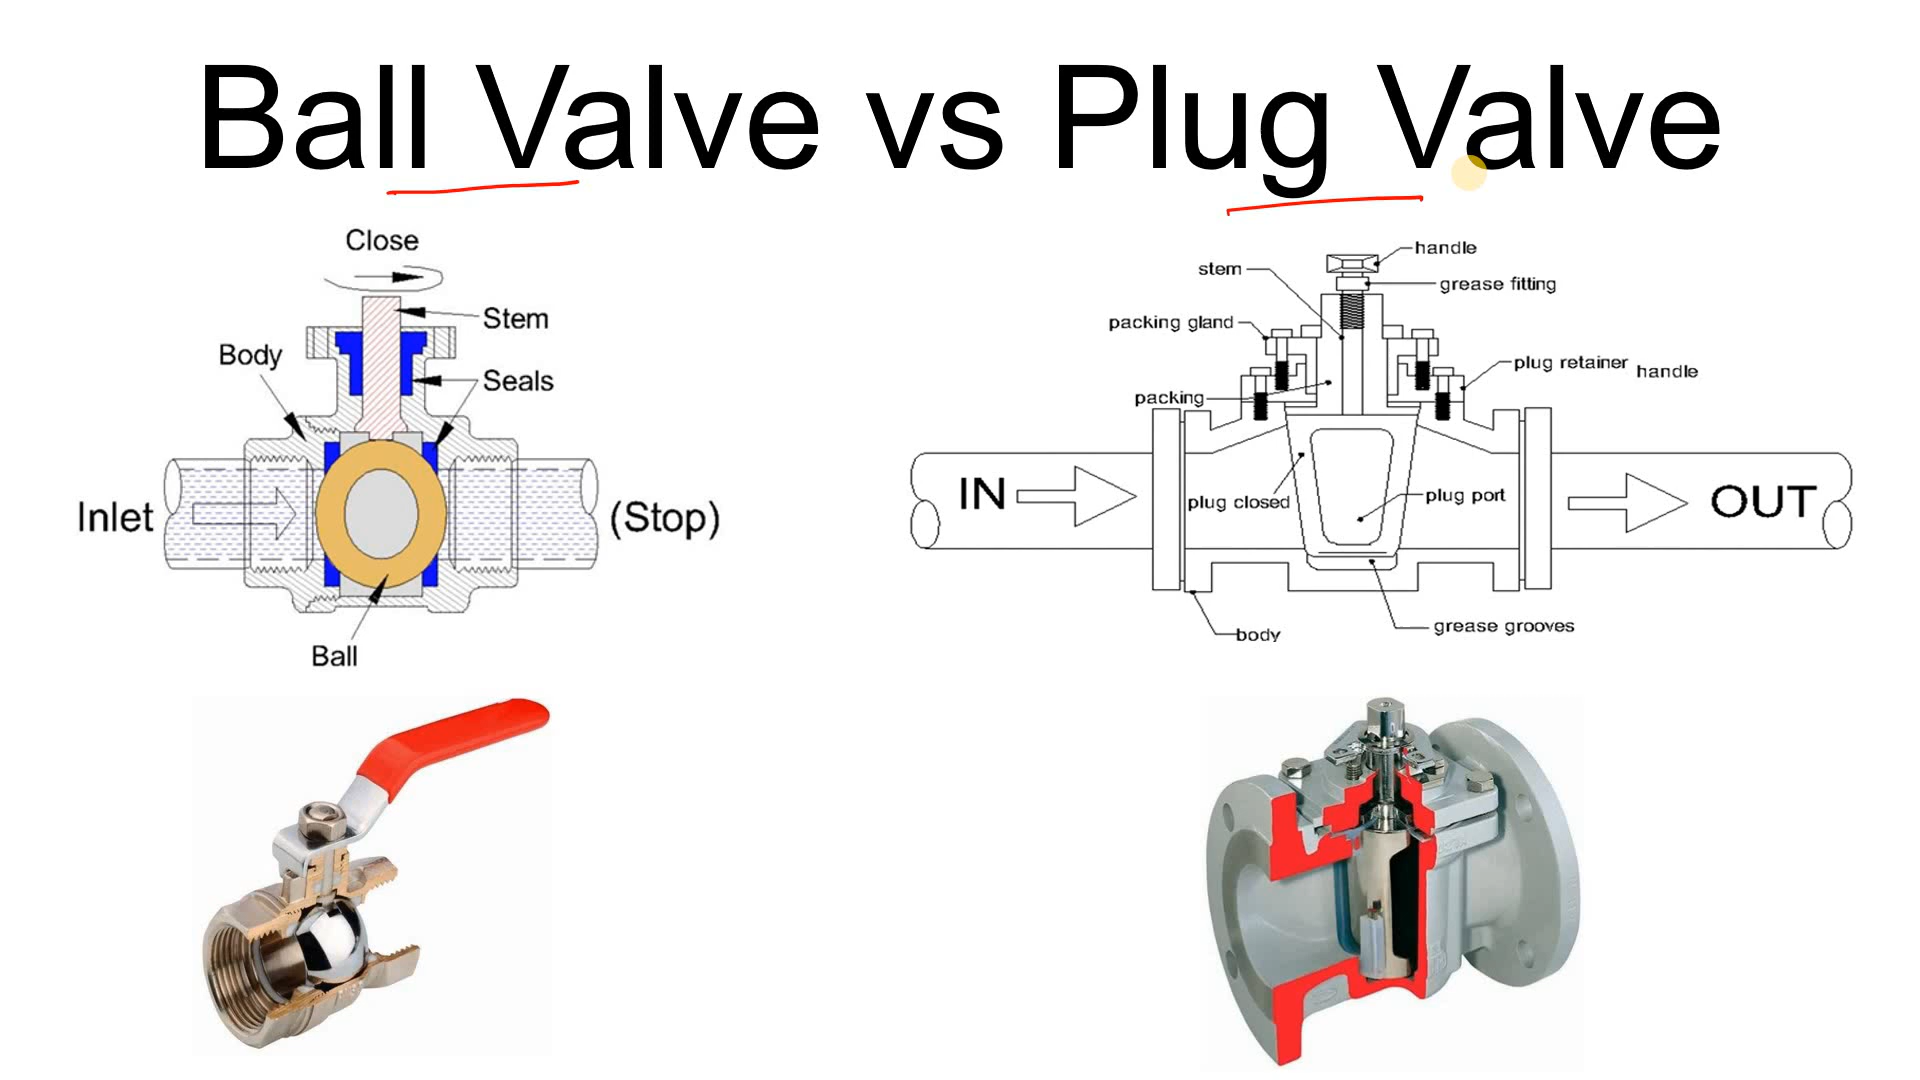 Ball Valve vs Plug Valve
Close
Stem
Body
Seals
Inlet
(Stop)
Ball
handle
stem
grease fitting
packing gland
plug retainer
handle
packing
IN
plug closed
plug port
OUT
grease grooves
body